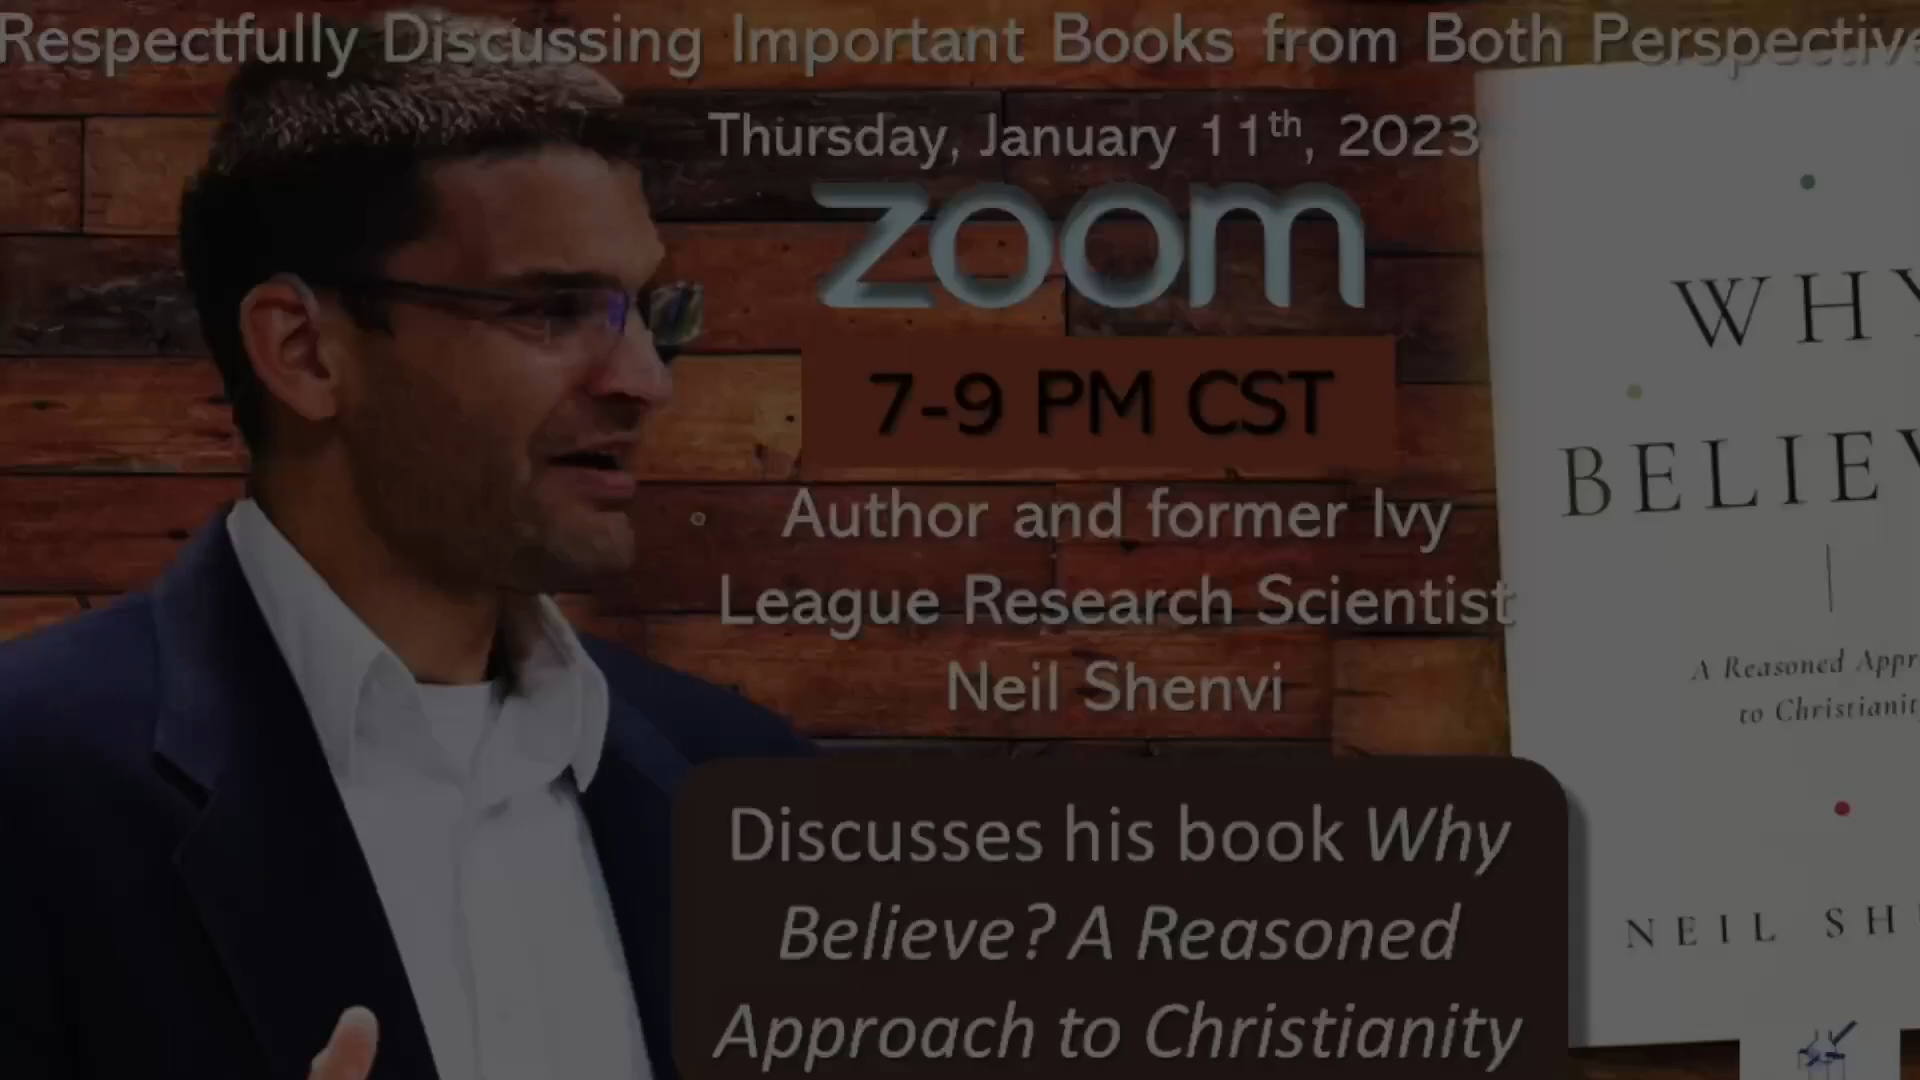 Respectfully Discussing Important Books from Both Perspective
Thursday, January 11th, 2023
zoom
7-9 PM CST
Author and former Ivy
League Research Scientist
Neil Shenvi
Discusses his book Why
Believe? A Reasoned
Approach to Christianity
WHY
BELIEV
A Reasoned Appr
to Christianit
NEIL SH